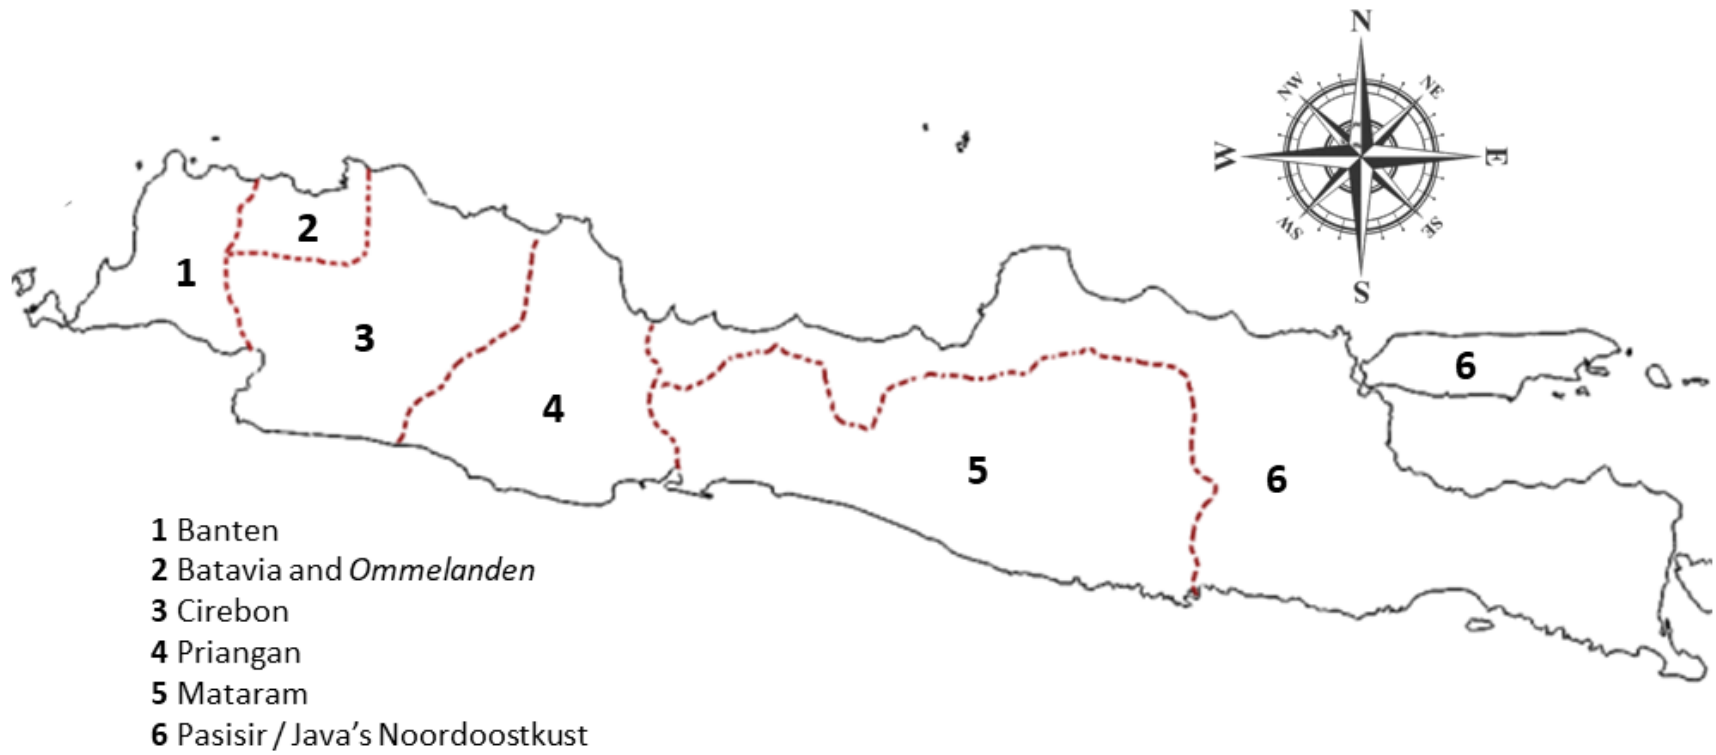 N
NW
NE
W
E
SW
SE
S
2
1
3
6
4
5
6
1 Banten
2 Batavia and Ommelanden
3 Cirebon
4 Priangan
5 Mataram
6 Pasisir / Java's Noordoostkust